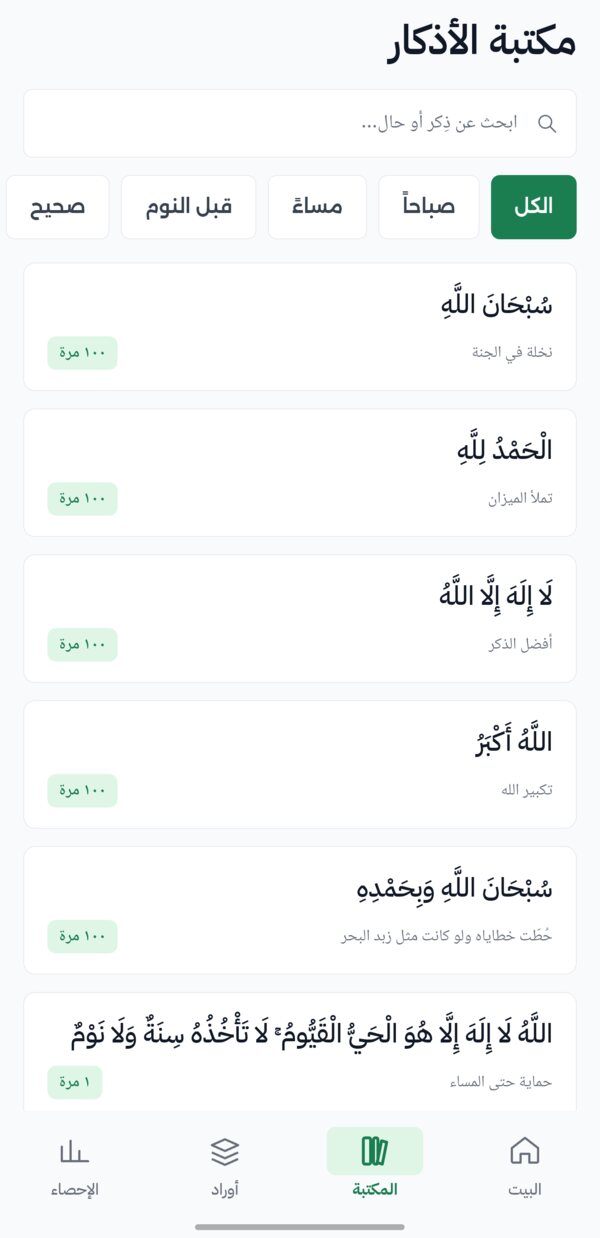 مكتبة الأذكار
ابحث عن ذِكر أو حال...
الكل
صباحاً
مساءً
قبل النوم
صحيح
سُبْحَانَ اللَّهِ
نخلة في الجنة
١٠٠ مرة
الْحَمْدُ لِلَّهِ
تملأ الميزان
١٠٠ مرة
لَا إِلَهَ إِلَّا اللَّهُ
أفضل الذكر
١٠٠ مرة
اللَّهُ أَكْبَرُ
تكبير الله
١٠٠ مرة
سُبْحَانَ اللَّهِ وَبِحَمْدِهِ
حُطَت خطاياه ولو كانت مثل زبد البحر
١٠٠ مرة
اللَّهُ لَا إِلَهَ إِلَّا هُوَ الْحَيُّ الْقَيُّومُ ۚ لَا تَأْخُذُهُ سِنَةٌ وَلَا نَوْمٌ
حماية حتى المساء
١ مرة
البيت
المكتبة
أوراد
الإحصاء